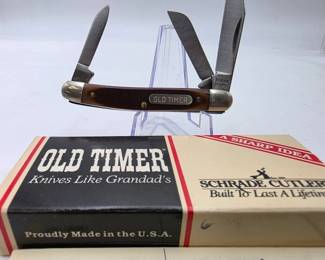 OLD TIMER
OLD TIMER
Knives Like Grandad's
Proudly Made in the U.S.A.
A SHARP IDEA
SCHRADE CUTLER
Built To Last A Lifetim